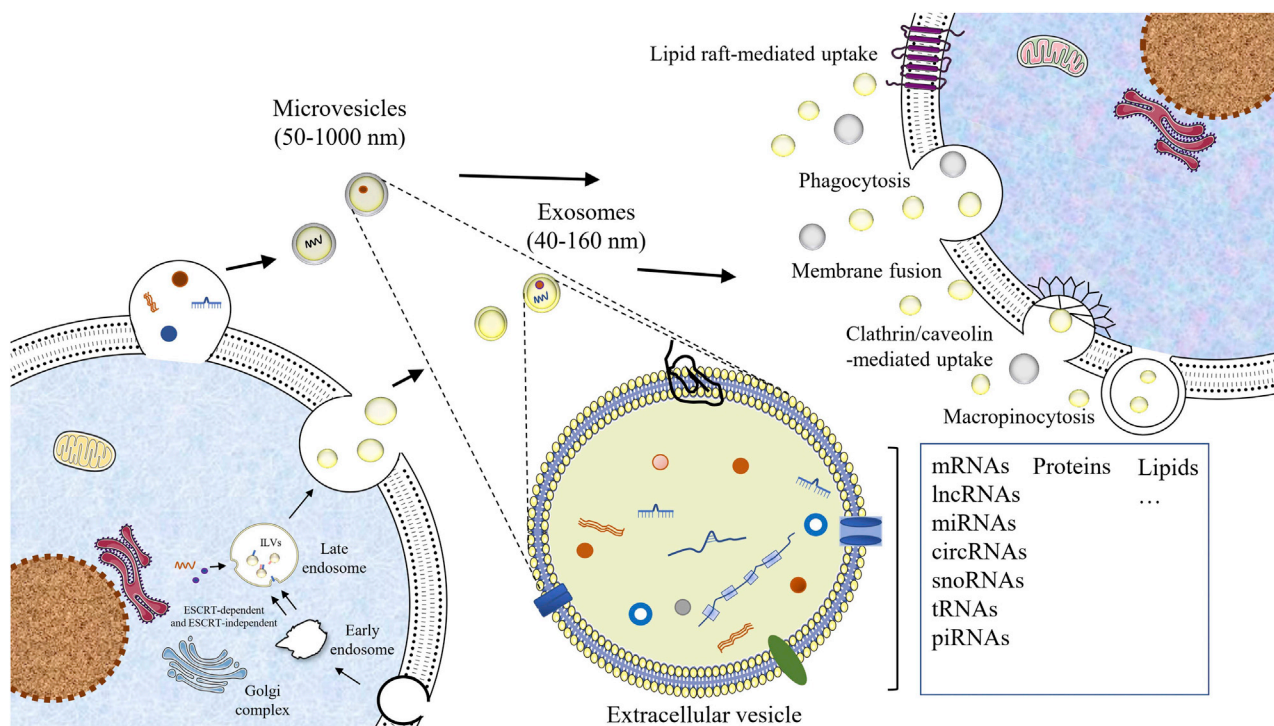 Lipid raft-mediated uptake
Microvesicles
(50-1000 nm)
Phagocytosis
Exosomes
(40-160 nm)
Membrane fusion
Clathrin/caveolin
-mediated uptake
Macropinocytosis
mRNAs Proteins Lipids
lncRNAs ...
miRNAs
circRNAs
snoRNAs
tRNAs
piRNAs
ILVs
Late
endosome
ESCRT-dependent
and ESCRT-independent
Early
endosome
Golgi
complex
Extracellular vesicle